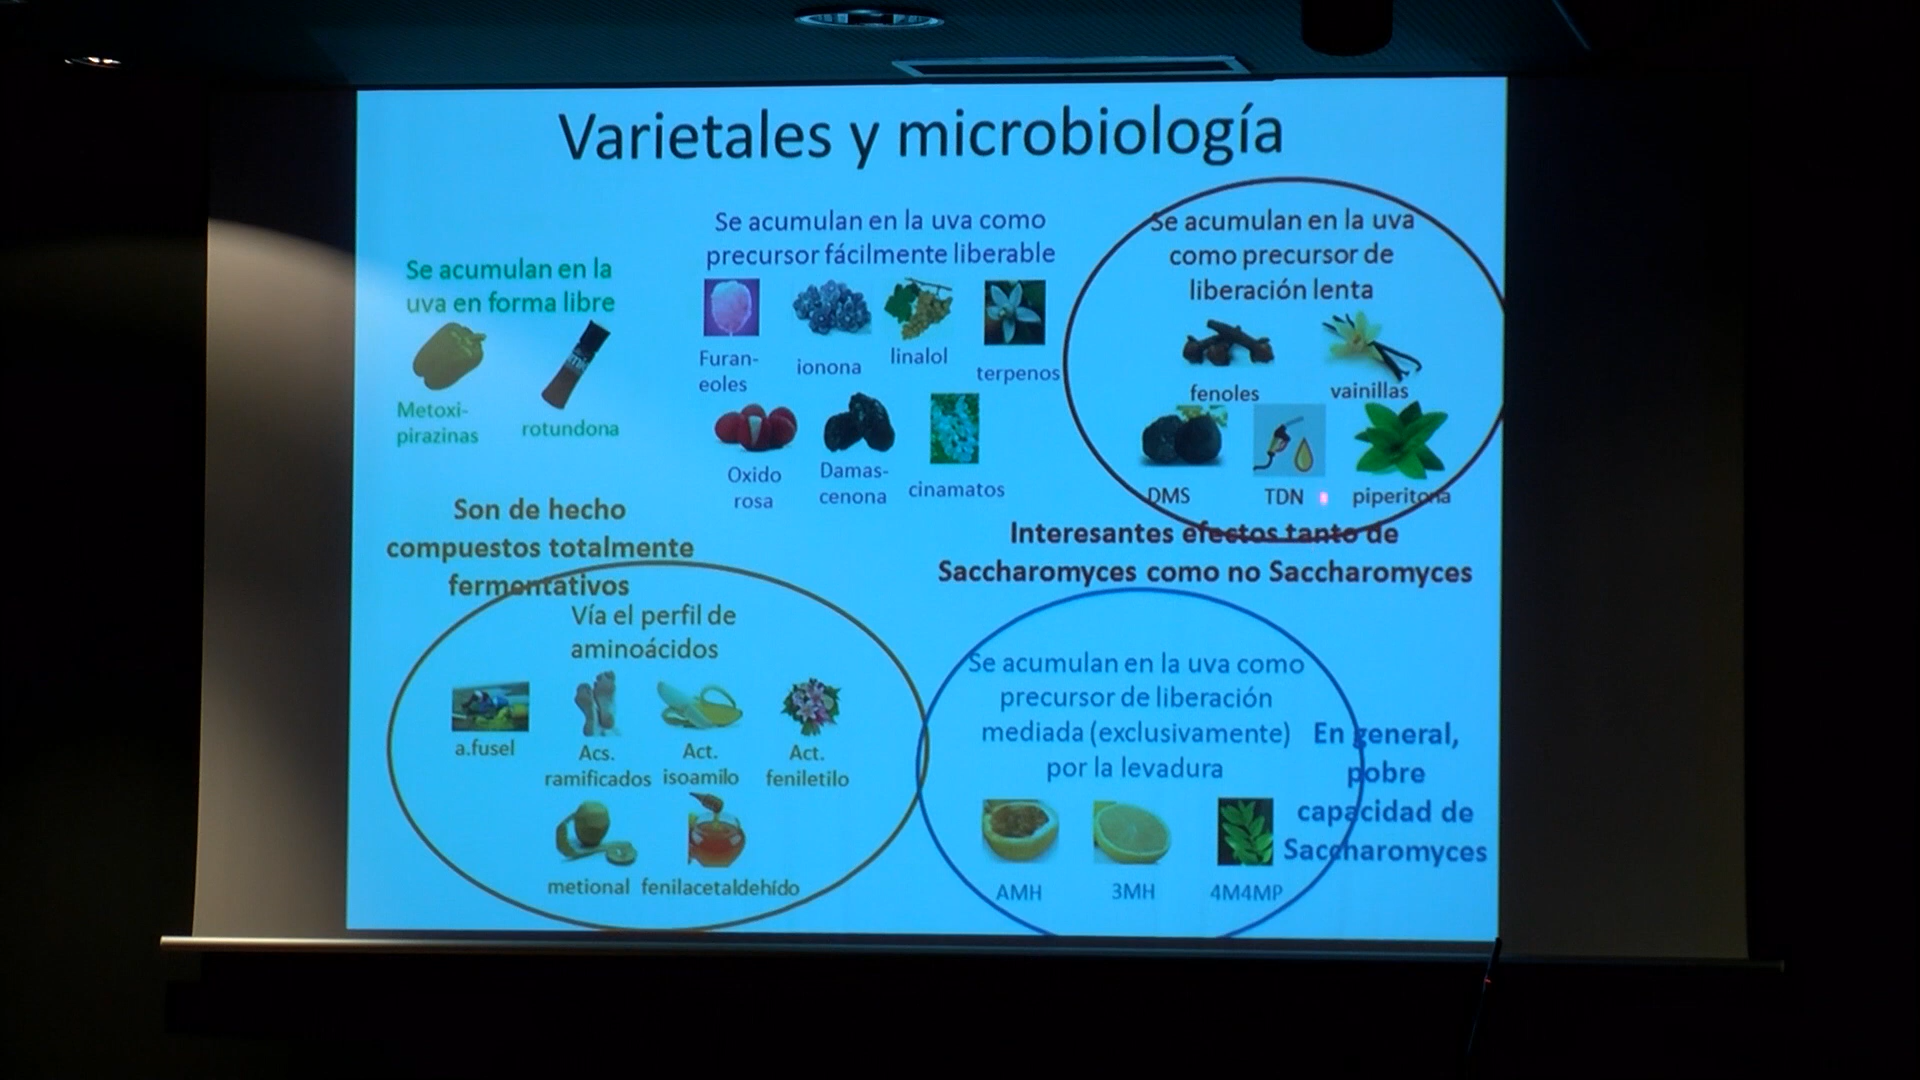 Varietales y microbiología
Se acumulan en la
uva en forma libre
Metoxi-
pirazinas
rotundona
Se acumulan en la uva como
precursor fácilmente liberable
Furan-
eoles
ionona
linalol
terpenos
Oxido
rosa
Damas-
cenona
cinamatos
Se acumulan en la uva
como precursor de
liberación lenta
fenoles
vainillas
DMS
TDN
piperitona
Interesantes efectos tanto de
Saccharomyces como no Saccharomyces
Son de hecho
compuestos totalmente
fermentativos
Vía el perfil de
aminoácidos
a.fusel
Acs.
ramificados
Act.
isoamilo
Act.
feniletilo
metional
fenilacetaldehído
Se acumulan en la uva como
precursor de liberación
mediada (exclusivamente)
por la levadura
AMH
3MH
4M4MP
En general,
pobre
capacidad de
Saccharomyces